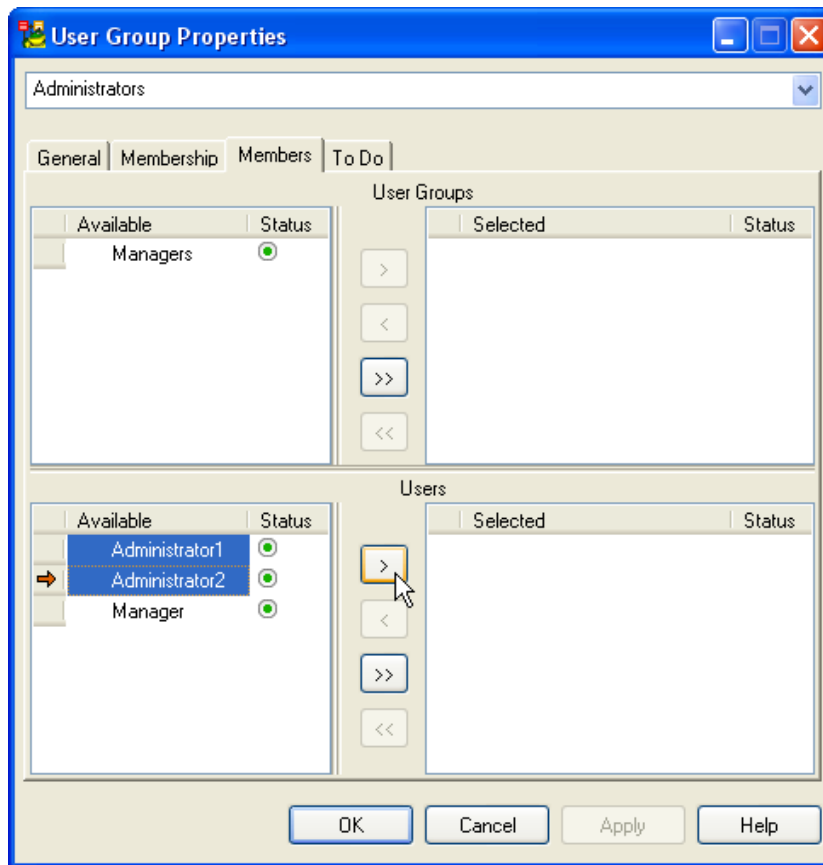 User Group Properties
Administrators
General Membership Members To Do
User Groups
Available Status Selected Status
Managers
>
<
>>
<<
Users
Available Status Selected Status
Administrator1
Administrator2
Manager
>
<
>>
<<
OK Cancel Apply Help